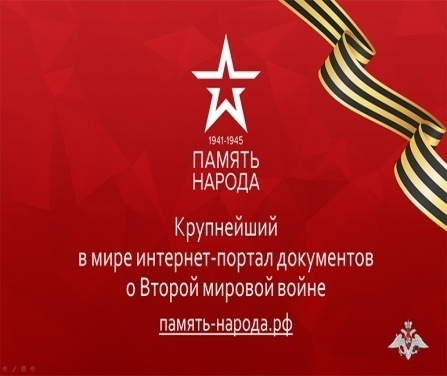 1941-1945
ПАМЯТЬ
НАРОДА
Крупнейший
в мире интернет-портал документов
о Второй мировой войне
память-народа.рф